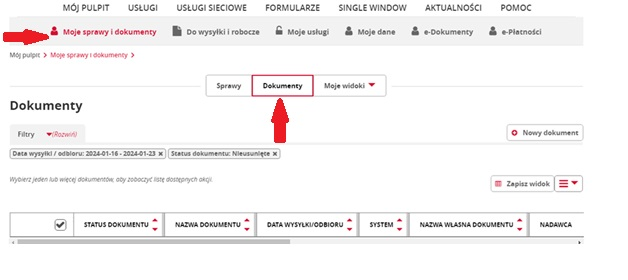 MÓJ PULPIT USŁUGI USŁUGI SIECIOWE FORMULARZE SINGLE WINDOW AKTUALNOŚCI POMOC
Moje sprawy i dokumenty Do wysyłki i robocze Moje usługi Moje dane e-Dokumenty e-Płatności
Mój pulpit > Moje sprawy i dokumenty >
Sprawy Dokumenty Moje widoki
Dokumenty
Filtry (Rozwiń)
Nowy dokument
Data wysyłki / odbioru: 2024-01-16 - 2024-01-23 × Status dokumentu: Nieusunięte ×
Wybierz jeden lub więcej dokumentów, aby zobaczyć listę dostępnych akcji.
Zapisz widok
STATUS DOKUMENTU NAZWA DOKUMENTU DATA WYSYŁKI/ODBIORU SYSTEM NAZWA WŁASNA DOKUMENTU NADAWCA